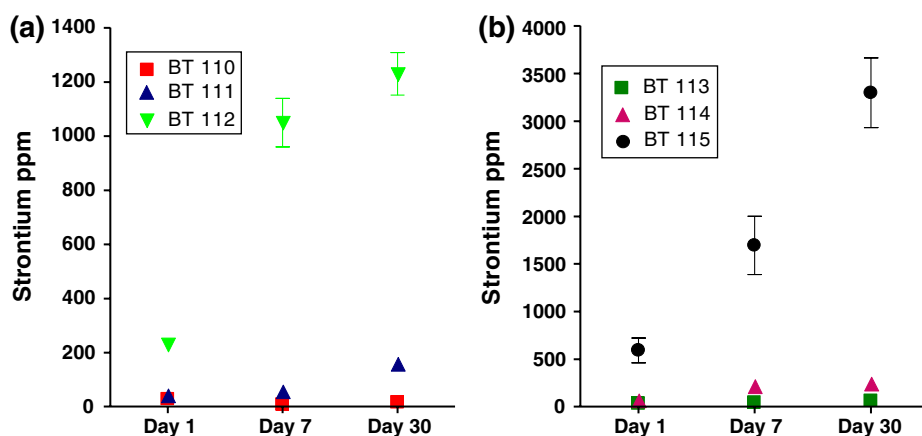 (a)
Strontium ppm
1400
1200
1000
800
600
400
200
0
BT 110
BT 111
BT 112
Day 1 Day 7 Day 30
(b)
Strontium ppm
4000
3500
3000
2500
2000
1500
1000
500
0
BT 113
BT 114
BT 115
Day 1 Day 7 Day 30